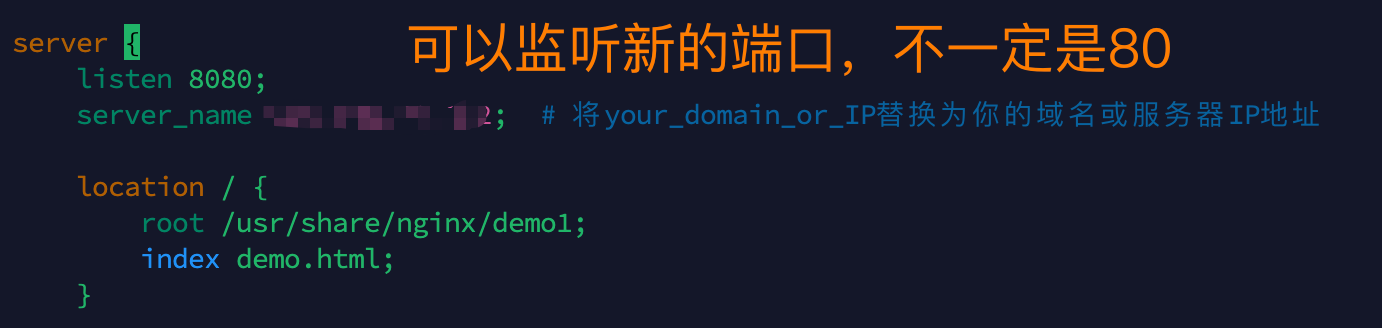 可以监听新的端口，不一定是80
server {
listen 8080;
server_name 2; # 将your_domain_or_IP替换为你的域名或服务器IP地址
location / {
root /usr/share/nginx/demo1;
index demo.html;
}